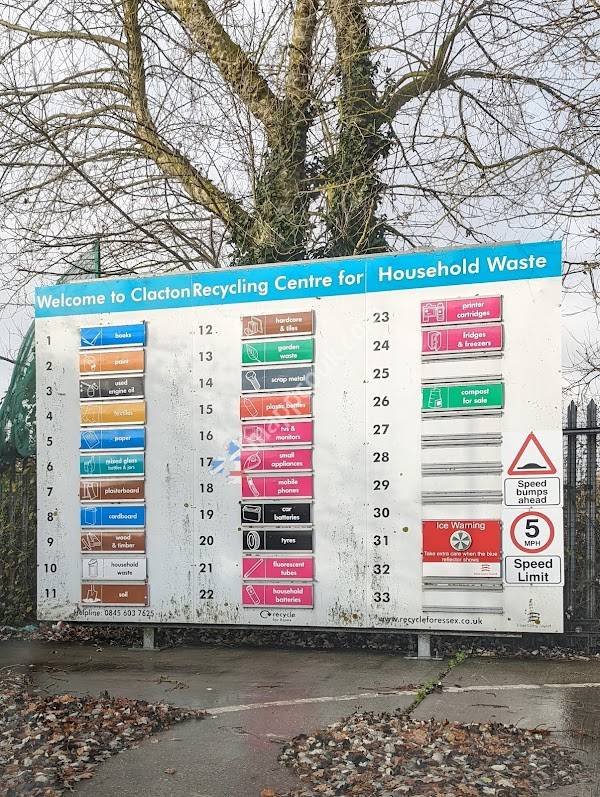 Welcome to Clacton Recycling Centre for Household Waste
1 books
2 paint
3 used engine oil
4 textiles
5 paper
6 mixed glass bottles & jars
7 plasterboard
8 cardboard
9 wood & timber
10 household waste
11 soil
Helpline: 0845 603 7625
12 hardcore & tiles
13 garden waste
14 scrap metal
15 plastic bottles
16 tvs & monitors
17 small appliances
18 mobile phones
19 car batteries
20 tyres
21 fluorescent tubes
22 household batteries
recycle for Essex
23 printer cartridges
24 fridges & freezers
25
26 compost for sale
27
28
29
30
31
32
33
Ice Warning
Take extra care when the blue reflector shows
www.recycleforessex.co.uk
Speed bumps ahead
5
MPH
Speed Limit